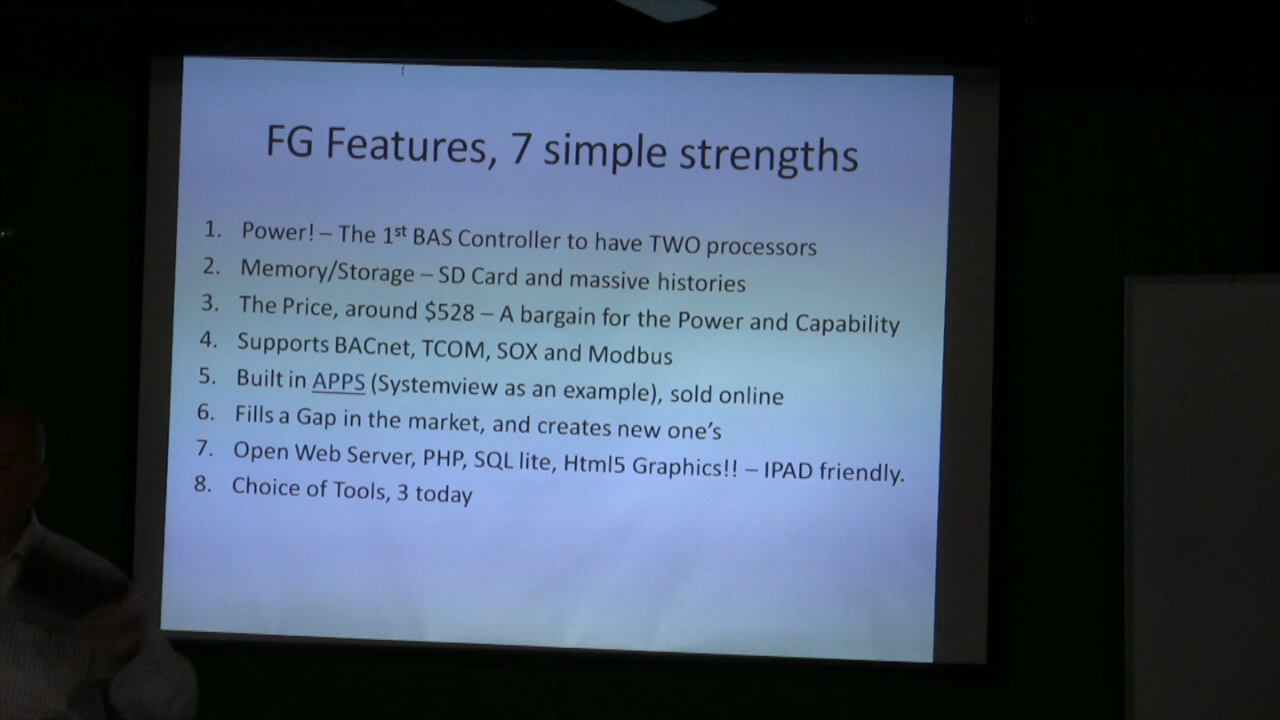 FG Features, 7 simple strengths
1. Power! – The 1st BAS Controller to have TWO processors
2. Memory/Storage – SD Card and massive histories
3. The Price, around $528 – A bargain for the Power and Capability
4. Supports BACnet, TCOM, SOX and Modbus
5. Built in APPS (Systemview as an example), sold online
6. Fills a Gap in the market, and creates new one's
7. Open Web Server, PHP, SQL lite, Html5 Graphics!! – IPAD friendly.
8. Choice of Tools, 3 today